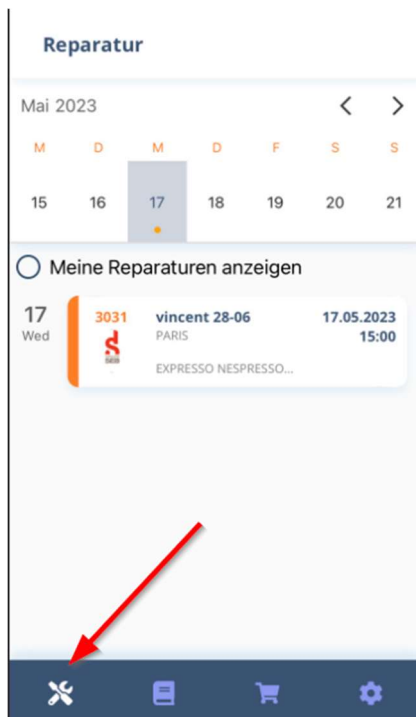 Reparatur
Mai 2023
M D M D F S S
15 16 17 18 19 20 21
Meine Reparaturen anzeigen
17 3031 vincent 28-06 17.05.2023
Wed PARIS 15:00
SEB
EXPRESSO NESPRESSO...